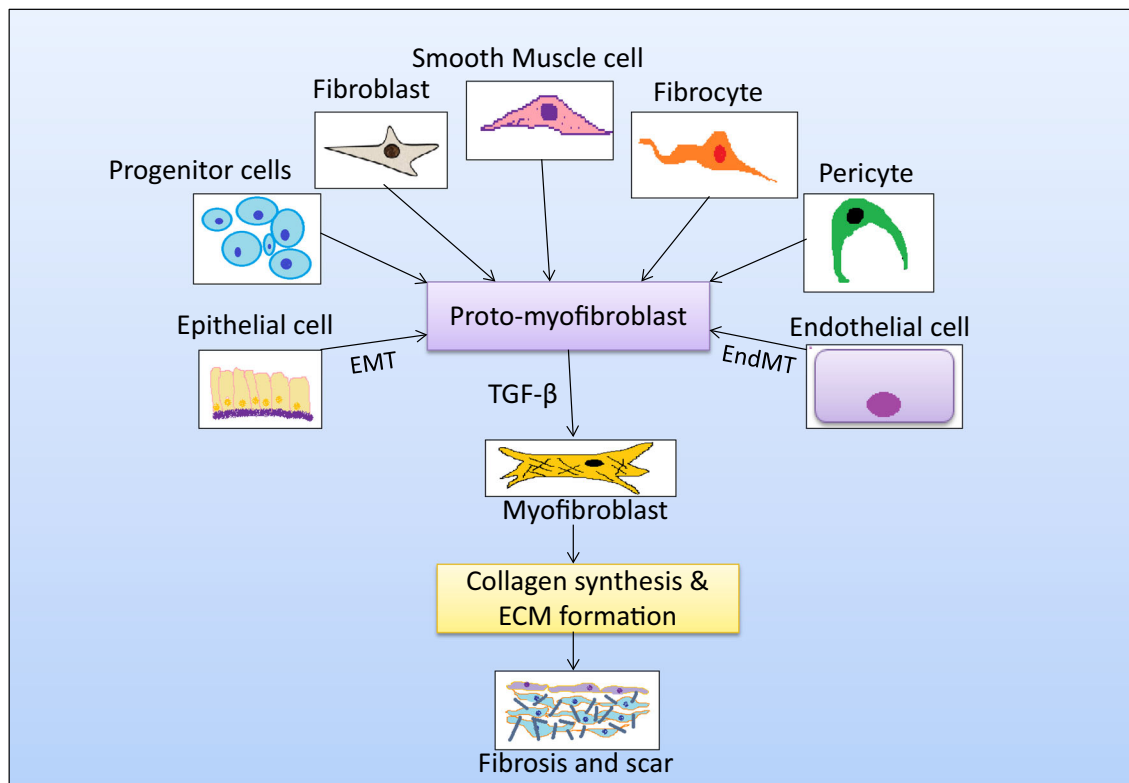 Smooth Muscle cell
Fibroblast
Fibrocyte
Progenitor cells
Pericyte
Proto-myofibroblast
Epithelial cell
Endothelial cell
EMT
EndMT
TGF-β
Myofibroblast
Collagen synthesis &
ECM formation
Fibrosis and scar